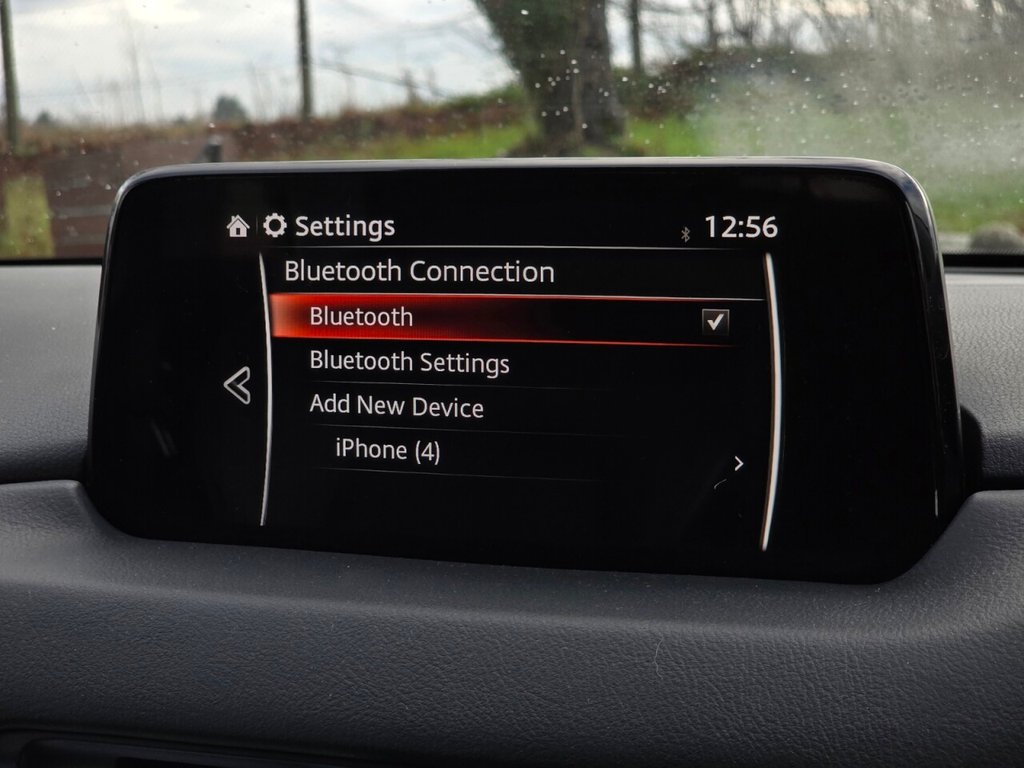 Settings
12:56
Bluetooth Connection
Bluetooth
Bluetooth Settings
Add New Device
iPhone (4)